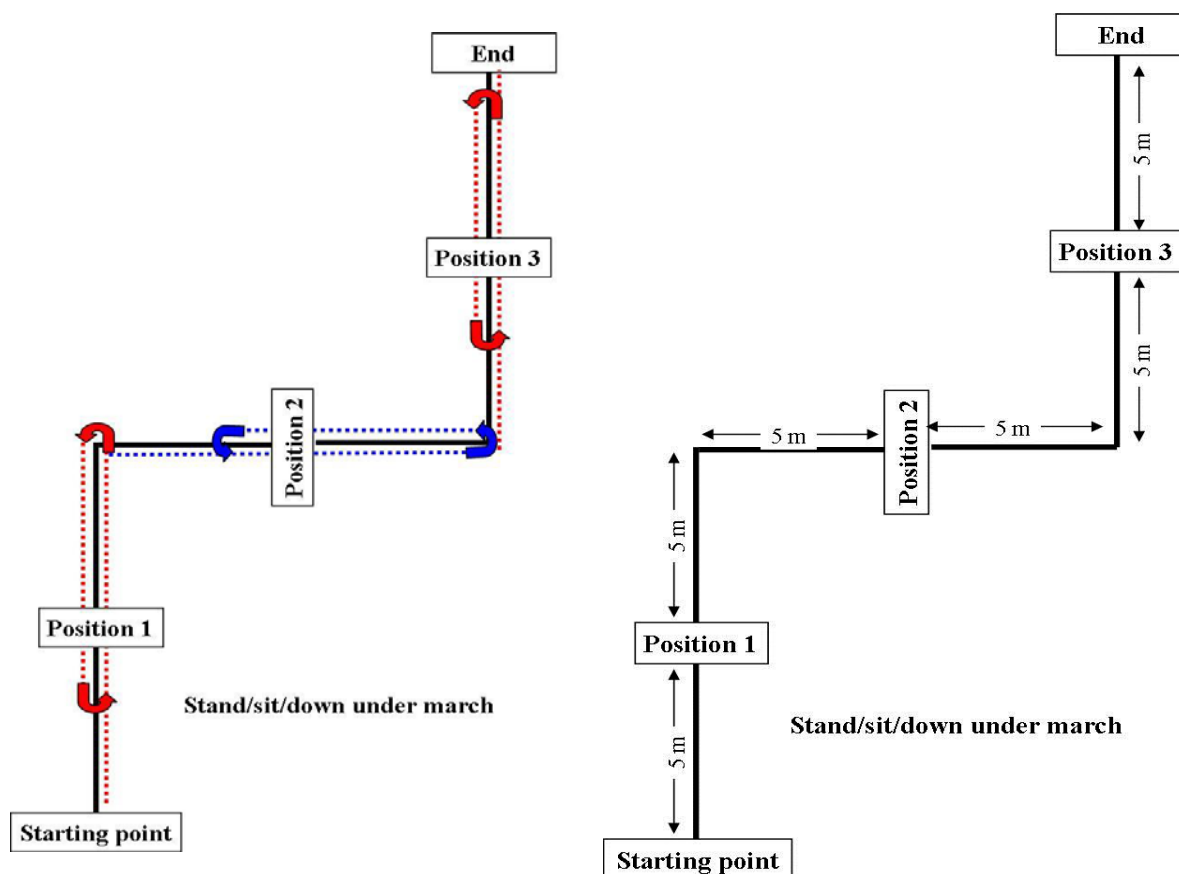 End
Position 3
Position 2
Position 1
Stand/sit/down under march
Starting point
End
5 m
Position 3
5 m
5 m
Position 2
5 m
5 m
Position 1
5 m
Stand/sit/down under march
Starting point